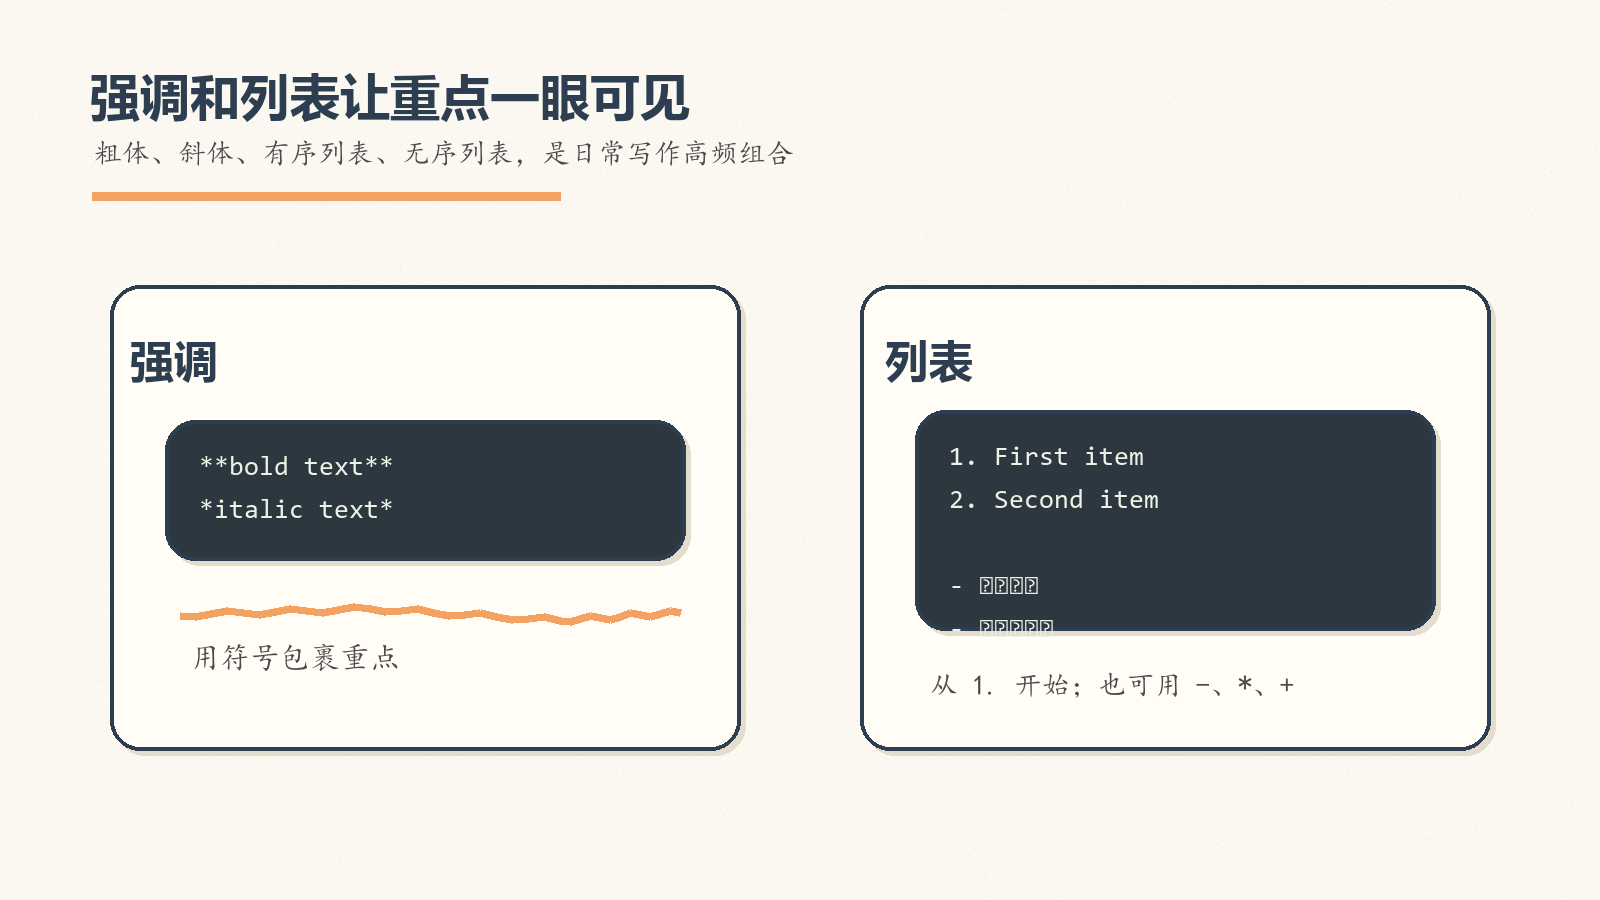 强调和列表让重点一眼可见
粗体、斜体、有序列表、无序列表，是日常写作高频组合
强调
**bold text**
*italic text*
用符号包裹重点
列表
1. First item
2. Second item
-
-
从 1. 开始；也可用 -、*、+